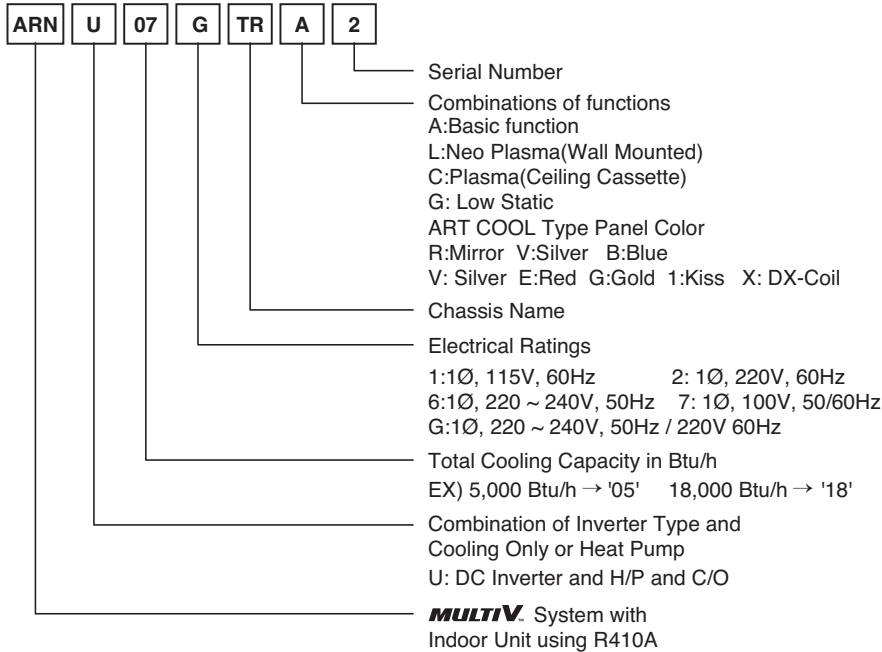 ARN U 07 G TR A 2
Serial Number
Combinations of functions
A:Basic function
L:Neo Plasma(Wall Mounted)
C:Plasma(Ceiling Cassette)
G: Low Static
ART COOL Type Panel Color
R:Mirror V:Silver B:Blue
V: Silver E:Red G:Gold 1:Kiss X: DX-Coil
Chassis Name
Electrical Ratings
1:1Ø, 115V, 60Hz 2: 1Ø, 220V, 60Hz
6:1Ø, 220 ~ 240V, 50Hz 7: 1Ø, 100V, 50/60Hz
G:1Ø, 220 ~ 240V, 50Hz / 220V 60Hz
Total Cooling Capacity in Btu/h
EX) 5,000 Btu/h → '05' 18,000 Btu/h → '18'
Combination of Inverter Type and
Cooling Only or Heat Pump
U: DC Inverter and H/P and C/O
MULTI V™ System with
Indoor Unit using R410A